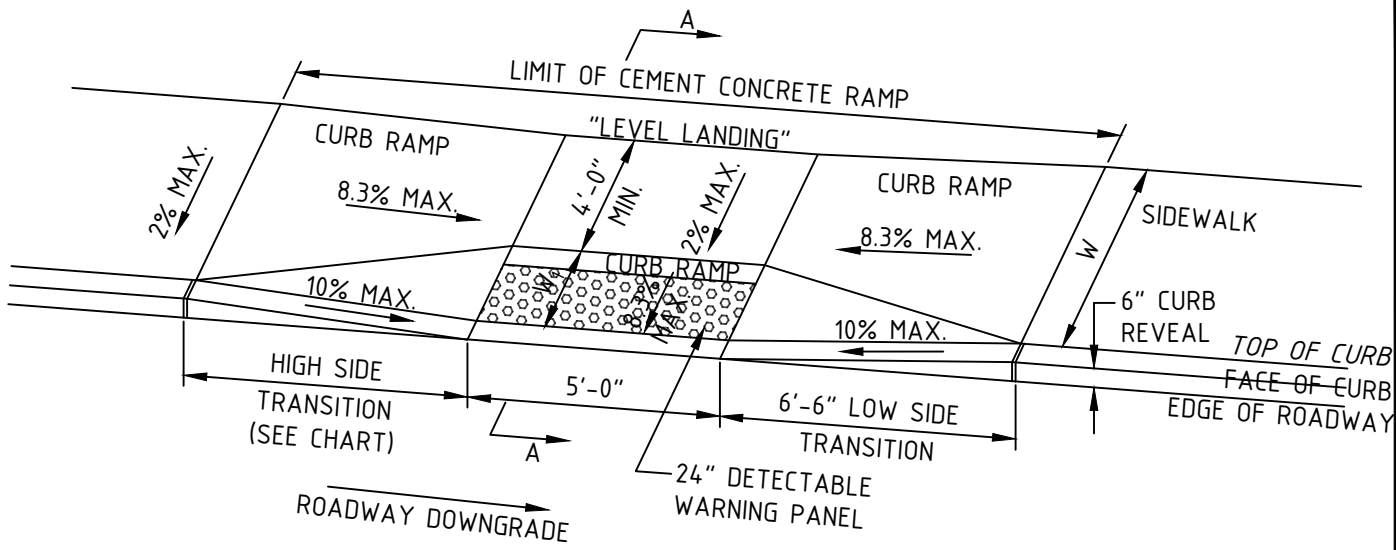 A
LIMIT OF CEMENT CONCRETE RAMP
"LEVEL LANDING"
CURB RAMP
2% MAX.
8.3% MAX.
4'-0"
MIN.
2% MAX.
CURB RAMP
8.3% MAX.
SIDEWALK
W
CURB RAMP
W
8.3%
MAX
10% MAX.
10% MAX.
6" CURB
REVEAL
TOP OF CURB
FACE OF CURB
EDGE OF ROADWAY
HIGH SIDE
TRANSITION
(SEE CHART)
5'-0"
6'-6" LOW SIDE
TRANSITION
A
24" DETECTABLE
WARNING PANEL
ROADWAY DOWNGRADE